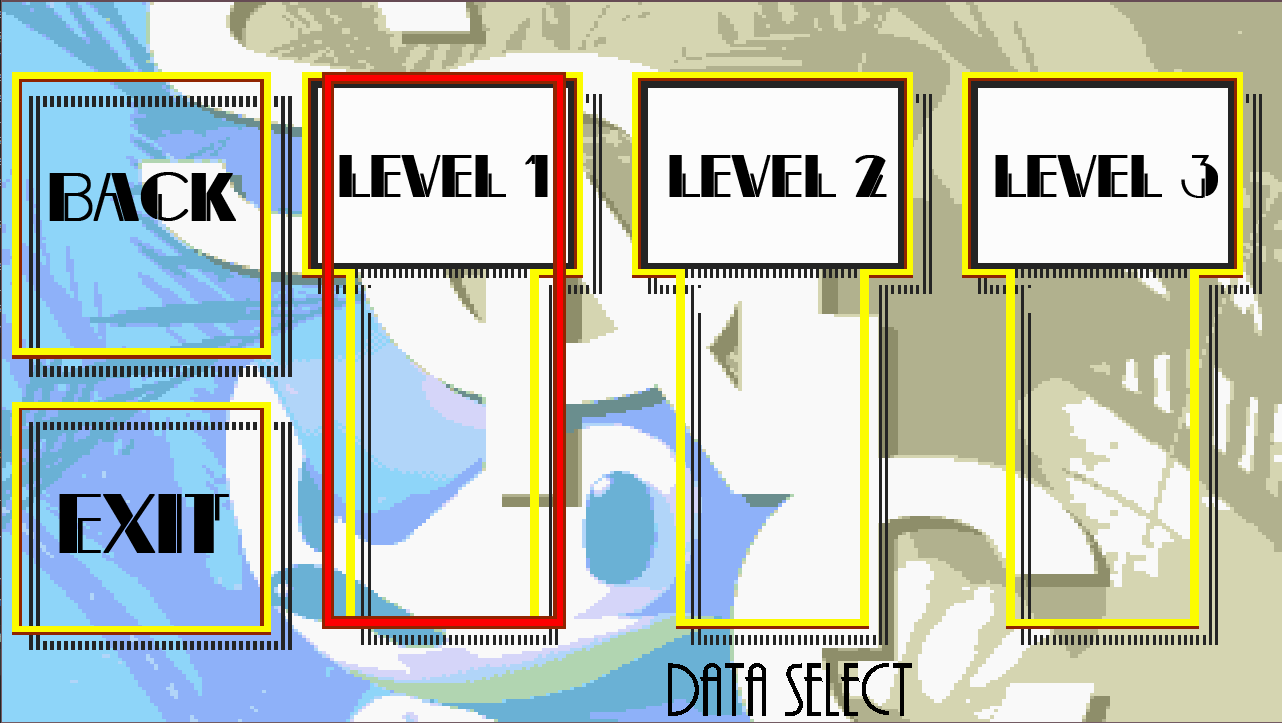 BACK
LEVEL 1
LEVEL 2
LEVEL 3
EXIT
DATA SELECT